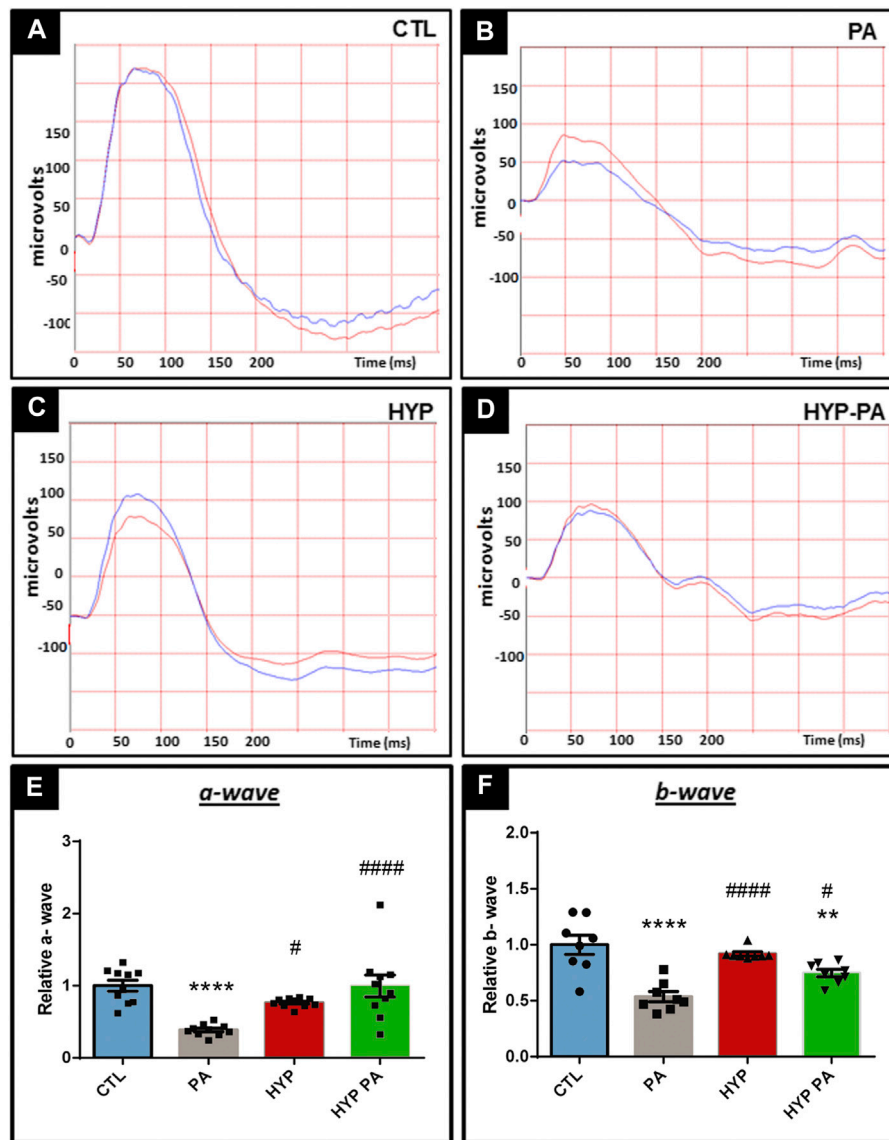 A
CTL
microvolts
150
100
50
0
-50
-100
0 50 100 150 200 Time (ms)
B
PA
microvolts
150
100
50
0
-50
-100
0 50 100 150 200 Time (ms)
C
HYP
microvolts
150
100
50
0
-50
-100
0 50 100 150 200 Time (ms)
D
HYP-PA
microvolts
150
100
50
0
-50
-100
0 50 100 150 200 Time (ms)
E
a-wave
Relative a- wave
3
2
1
0
****
#
####
CTL PA HYP HYP PA
F
b-wave
Relative b- wave
2.0
1.5
1.0
0.5
0.0
****
####
#
**
CTL PA HYP HYP PA